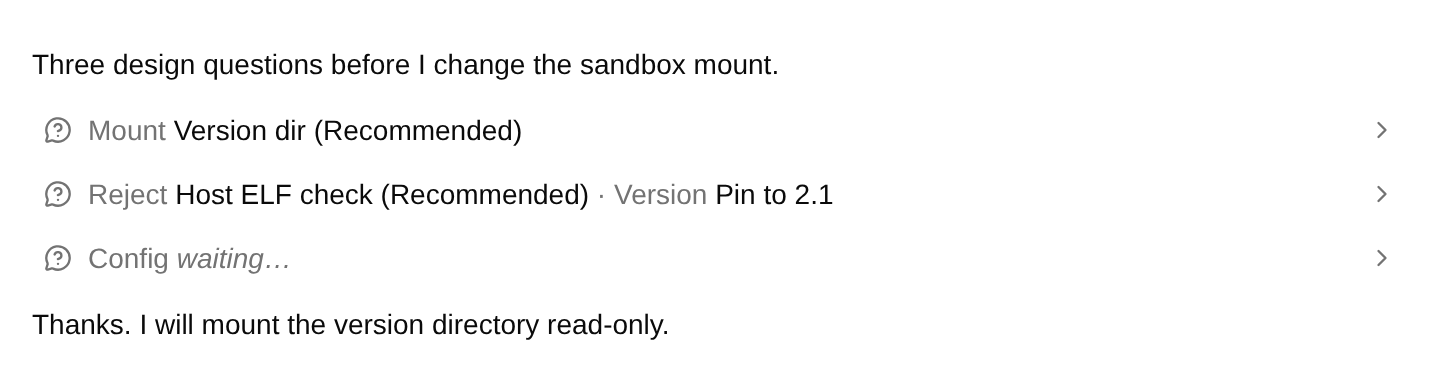 Three design questions before I change the sandbox mount.
Mount Version dir (Recommended)
Reject Host ELF check (Recommended) · Version Pin to 2.1
Config waiting…
Thanks. I will mount the version directory read-only.